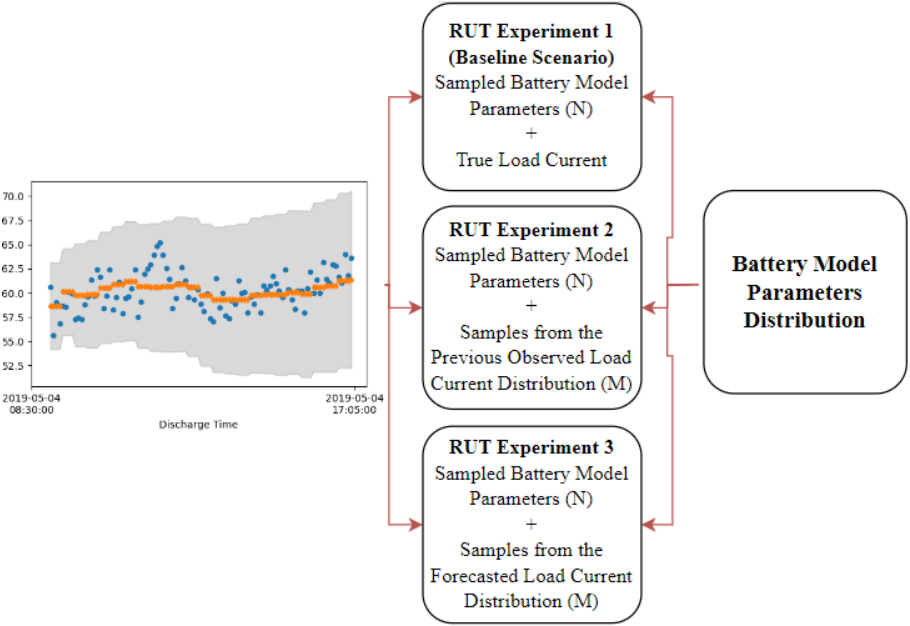 RUT Experiment 1
(Baseline Scenario)
Sampled Battery Model
Parameters (N)
+
True Load Current
70.0
67.5
65.0
62.5
60.0
57.5
55.0
52.5
2019-05-04
08:30:00
2019-05-04
17:05:00
Discharge Time
RUT Experiment 2
Sampled Battery Model
Parameters (N)
+
Samples from the
Previous Observed Load
Current Distribution (M)
Battery Model
Parameters
Distribution
RUT Experiment 3
Sampled Battery Model
Parameters (N)
+
Samples from the
Forecasted Load Current
Distribution (M)